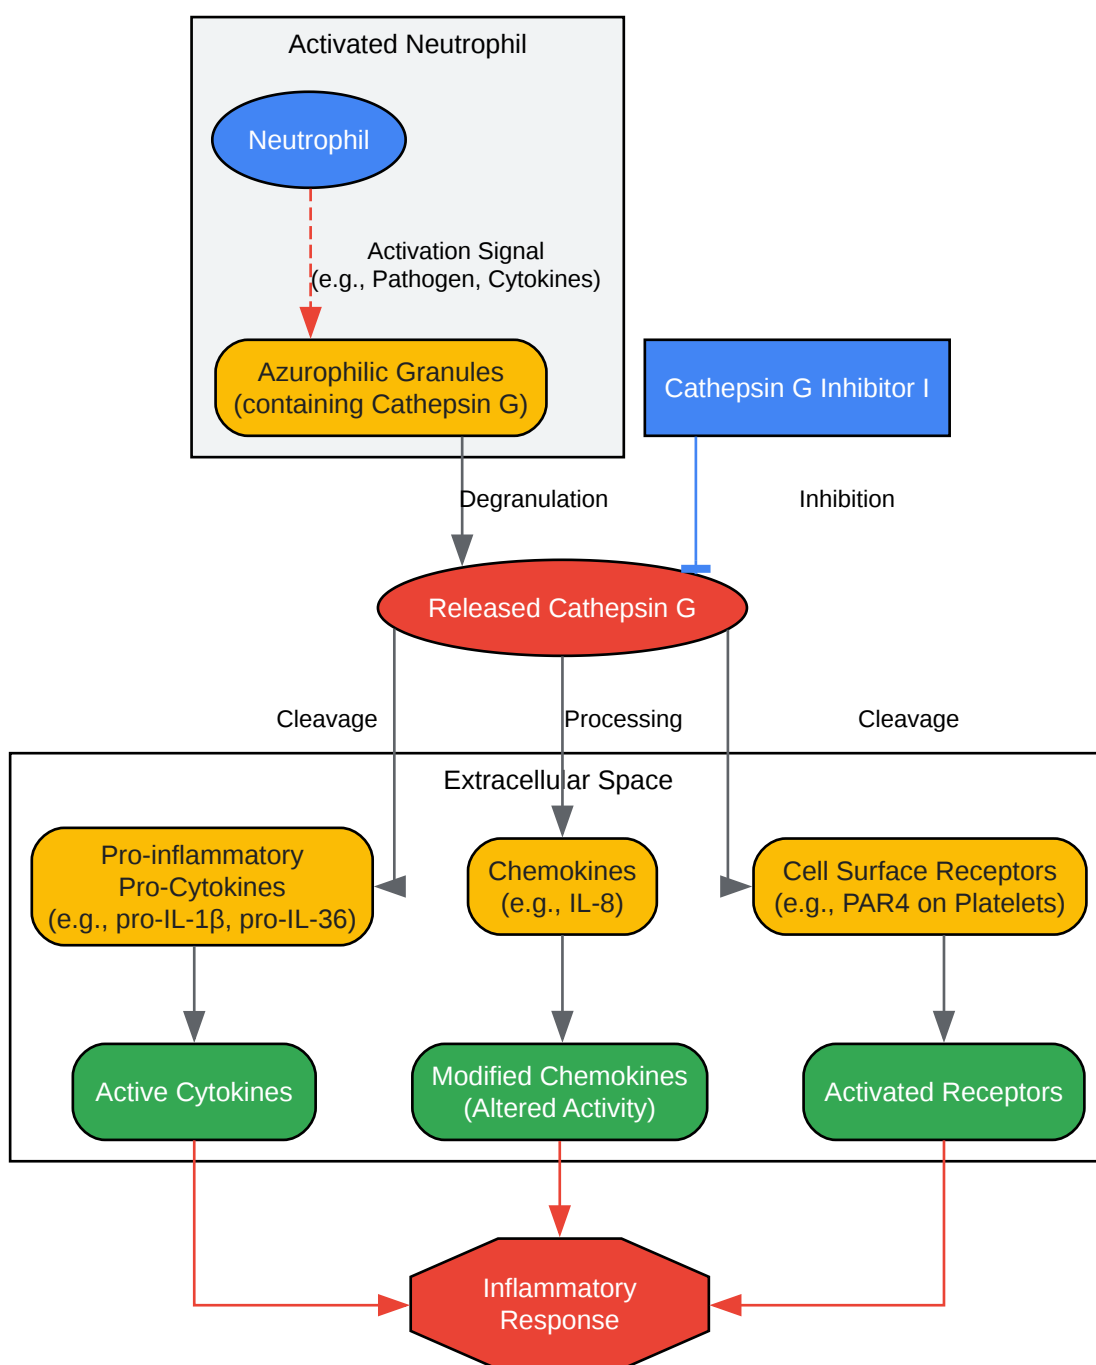 Activated Neutrophil
Neutrophil
Activation Signal
(e.g., Pathogen, Cytokines)
Azurophilic Granules
(containing Cathepsin G)
Cathepsin G Inhibitor I
Degranulation
Inhibition
Released Cathepsin G
Cleavage
Processing
Cleavage
Extracellular Space
Pro-inflammatory
Pro-Cytokines
(e.g., pro-IL-1β, pro-IL-36)
Chemokines
(e.g., IL-8)
Cell Surface Receptors
(e.g., PAR4 on Platelets)
Active Cytokines
Modified Chemokines
(Altered Activity)
Activated Receptors
Inflammatory
Response